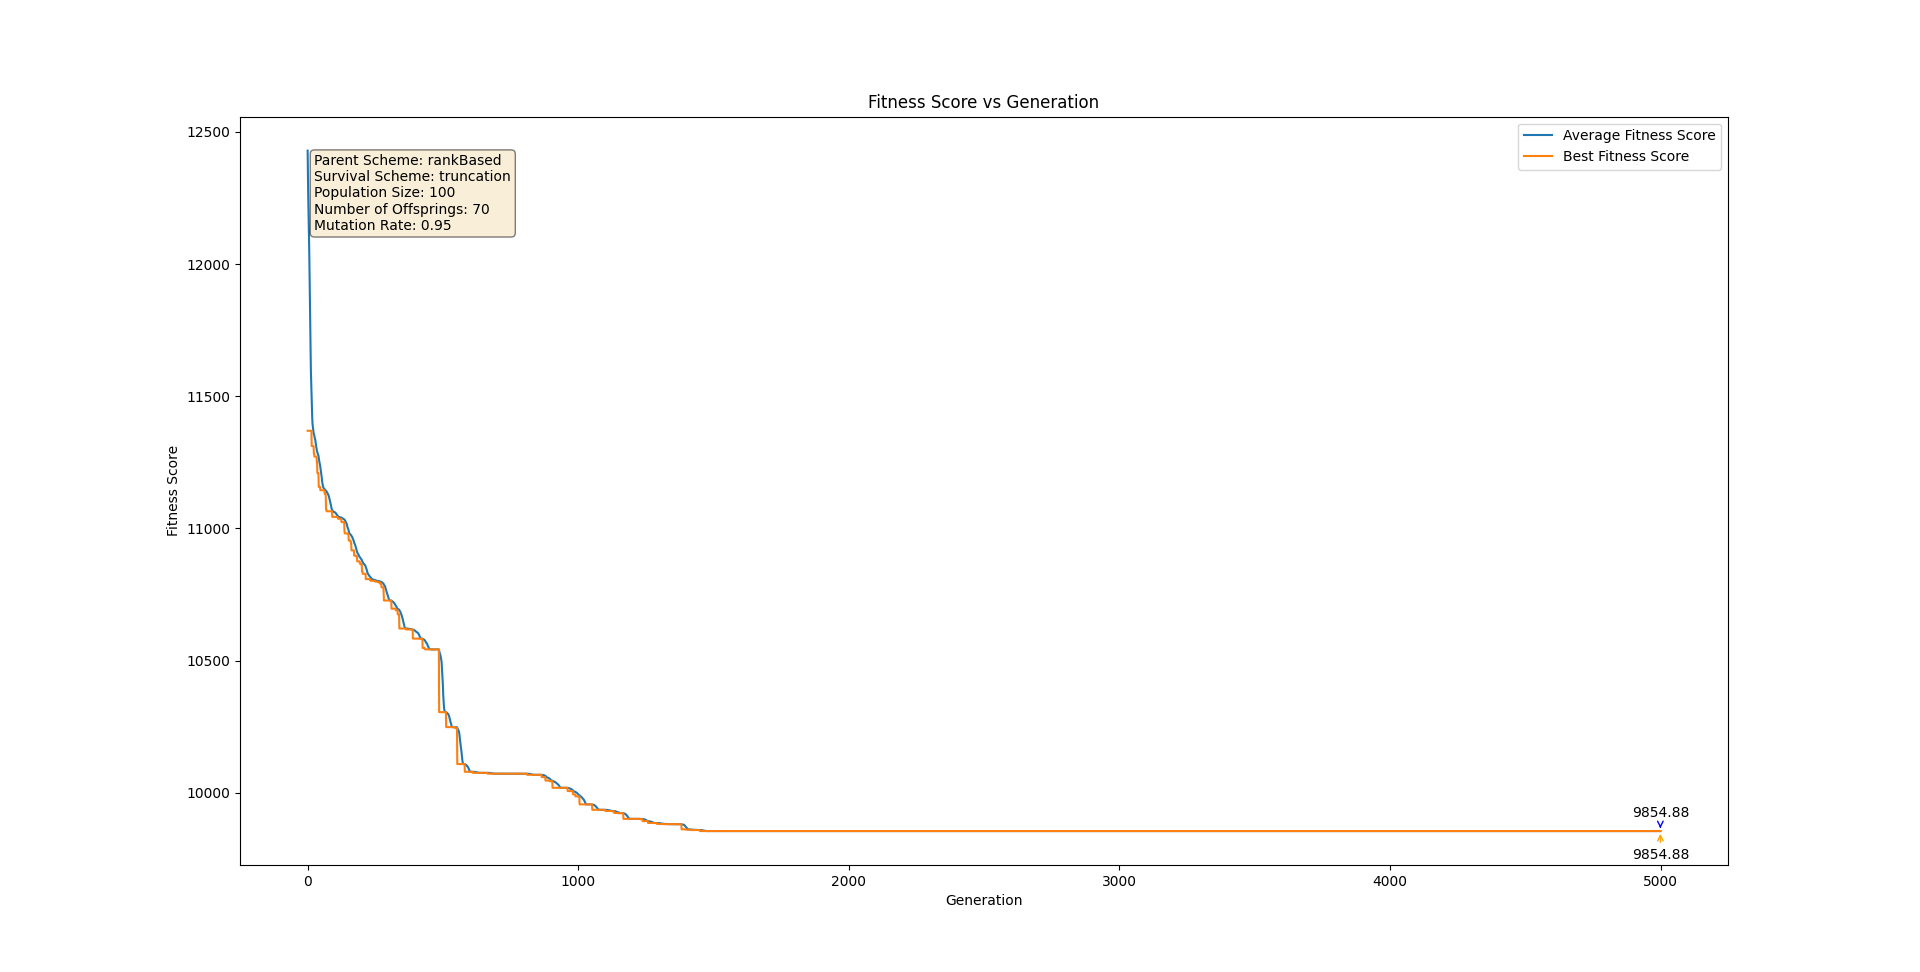 Fitness Score vs Generation
12500
12000
11500
11000
10500
10000
Fitness Score
Parent Scheme: rankBased
Survival Scheme: truncation
Population Size: 100
Number of Offsprings: 70
Mutation Rate: 0.95
Average Fitness Score
Best Fitness Score
9854.88
9854.88
0
1000
2000
3000
4000
5000
Generation